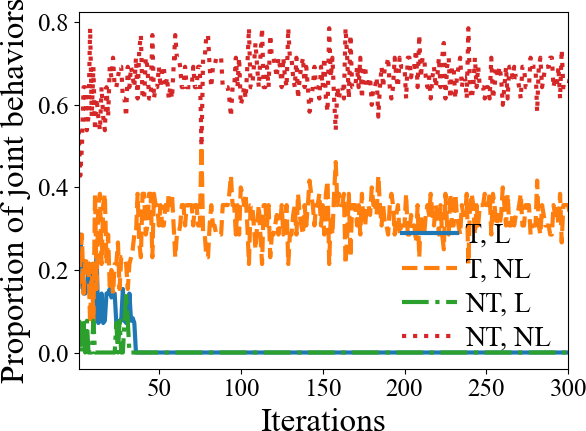 Proportion of joint behaviors
0.8
0.6
0.4
0.2
0.0
T, L
T, NL
NT, L
NT, NL
50
100
150
200
250
300
Iterations